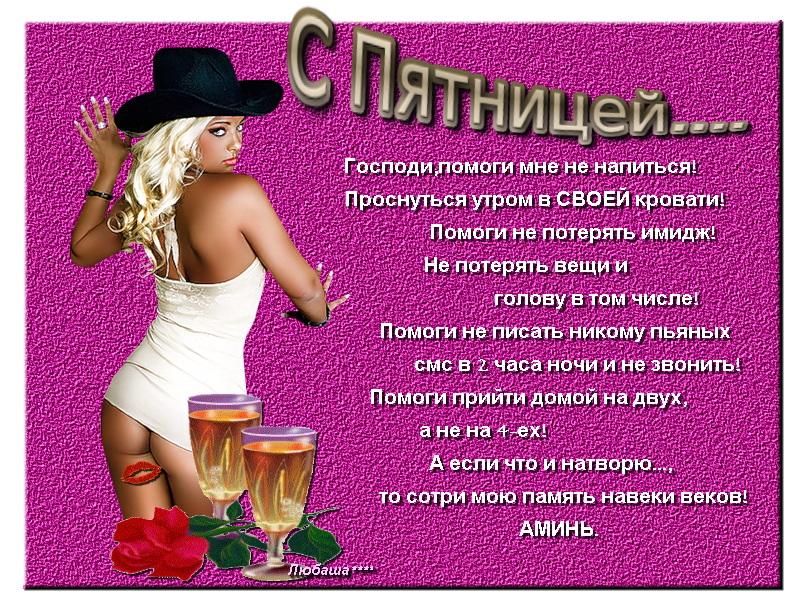 С Пятницей....
Господи,помоги мне не напиться!
Проснуться утром в СВОЕЙ кровати!
Помоги не потерять имидж!
Не потерять вещи и
голову в том числе!
Помоги не писать никому пьяных
смс в 2 часа ночи и не звонить!
Помоги прийти домой на двух,
а не на 4-ех!
А если что и натворю...,
то сотри мою память навеки веков!
АМИНЬ.
Любаша****